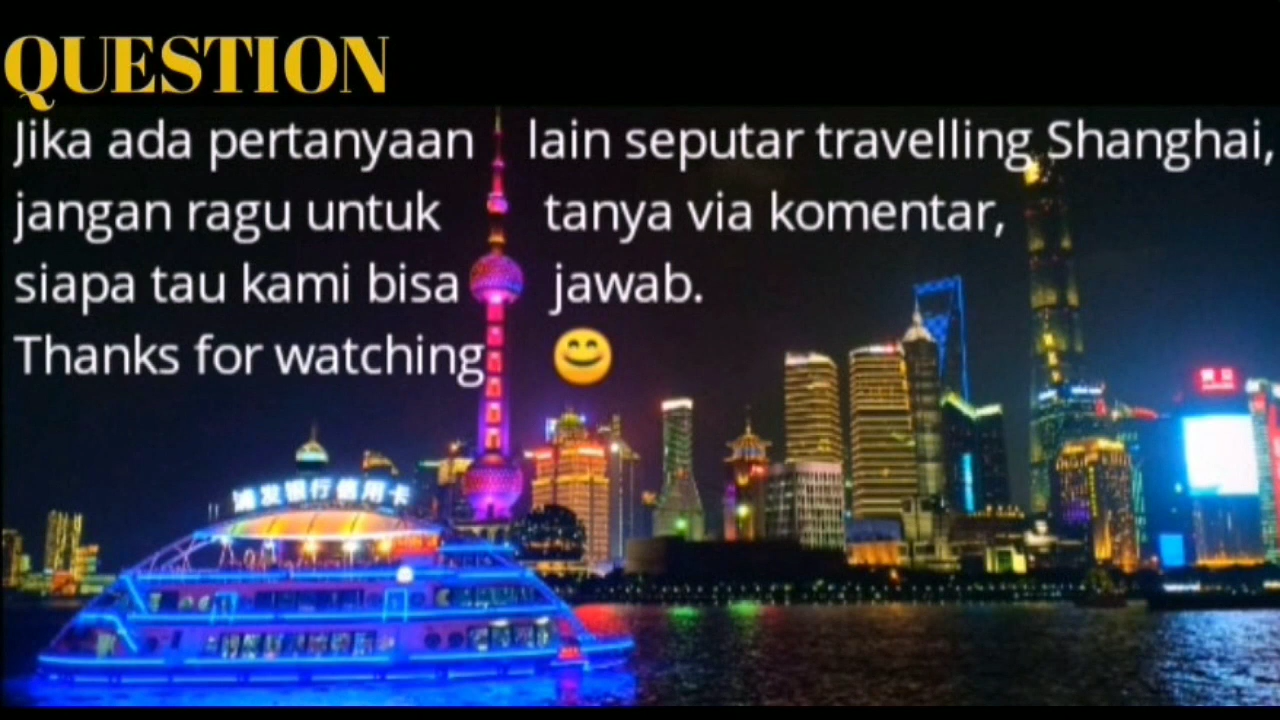 QUESTION
Jika ada pertanyaan lain seputar travelling Shanghai,
jangan ragu untuk tanya via komentar,
siapa tau kami bisa jawab.
Thanks for watching 😄
浦发银行信用卡